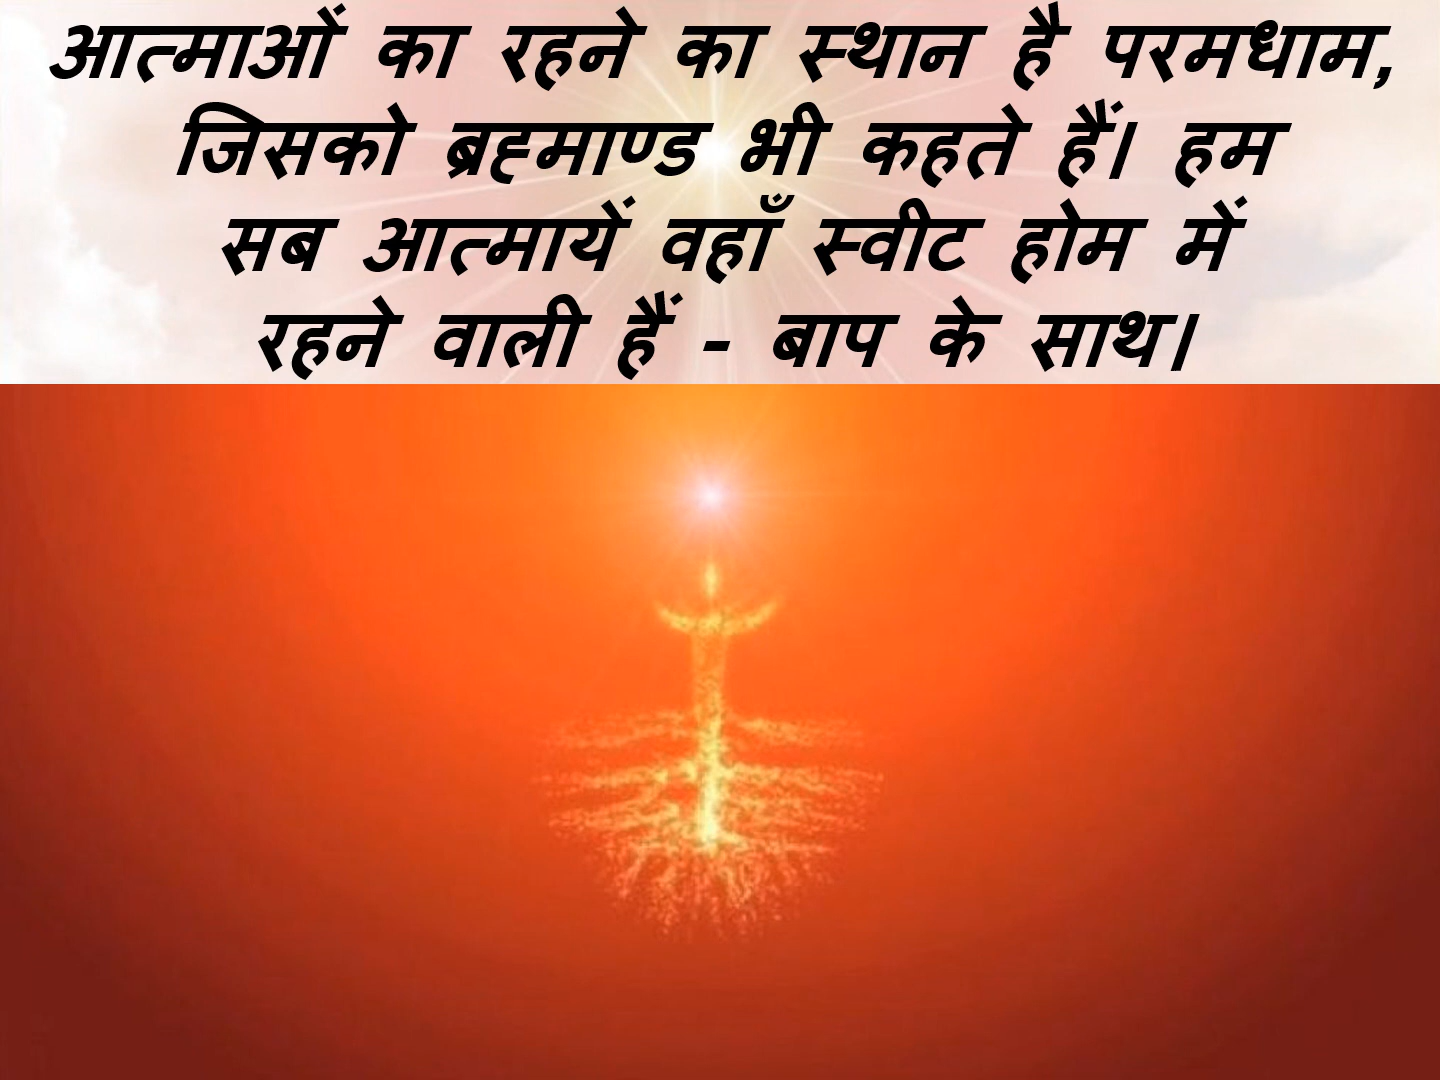 आत्माओं का रहने का स्थान है परमधाम,
जिसको ब्रह्माण्ड भी कहते हैं। हम
सब आत्मायें वहाँ स्वीट होम में
रहने वाली हैं - बाप के साथ।